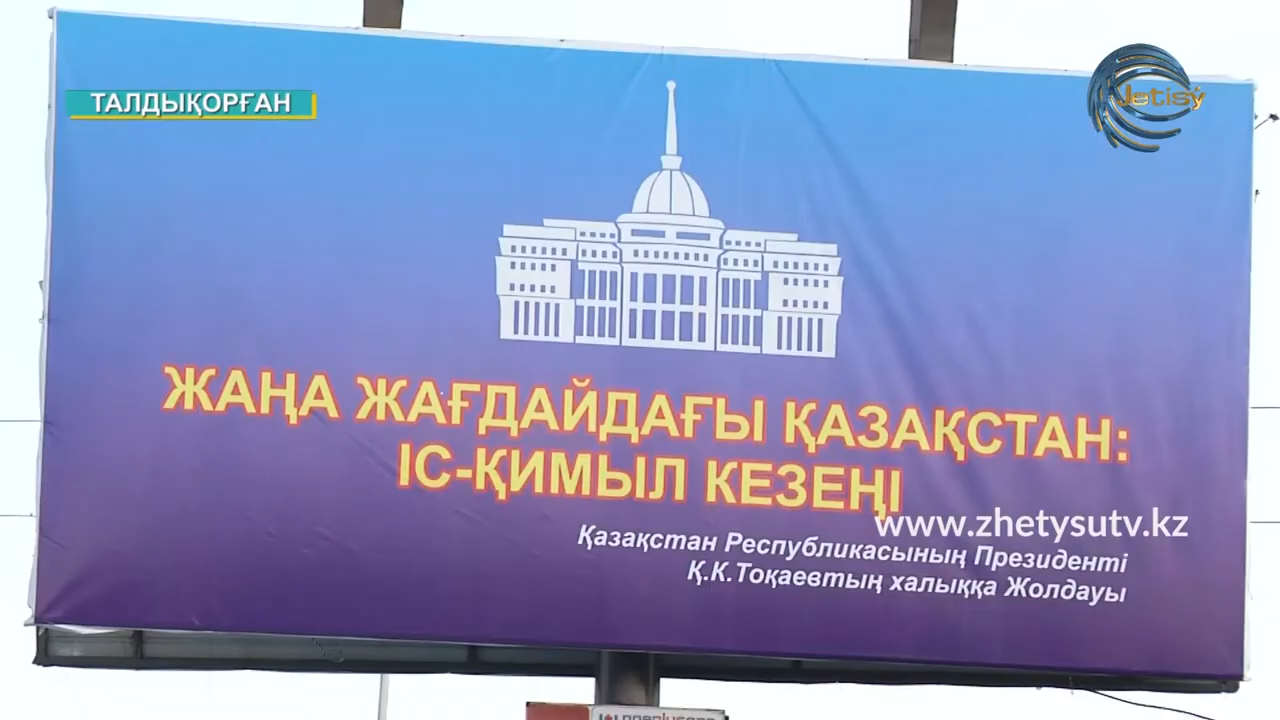 ТАЛДЫҚОРҒАН
Jetisý
ЖАҢА ЖАҒДАЙДАҒЫ ҚАЗАҚСТАН:
ІС-ҚИМЫЛ КЕЗЕҢІ
www.zhetysutv.kz
Қазақстан Республикасының Президенті
Қ.К.Тоқаевтың халыққа Жолдауы